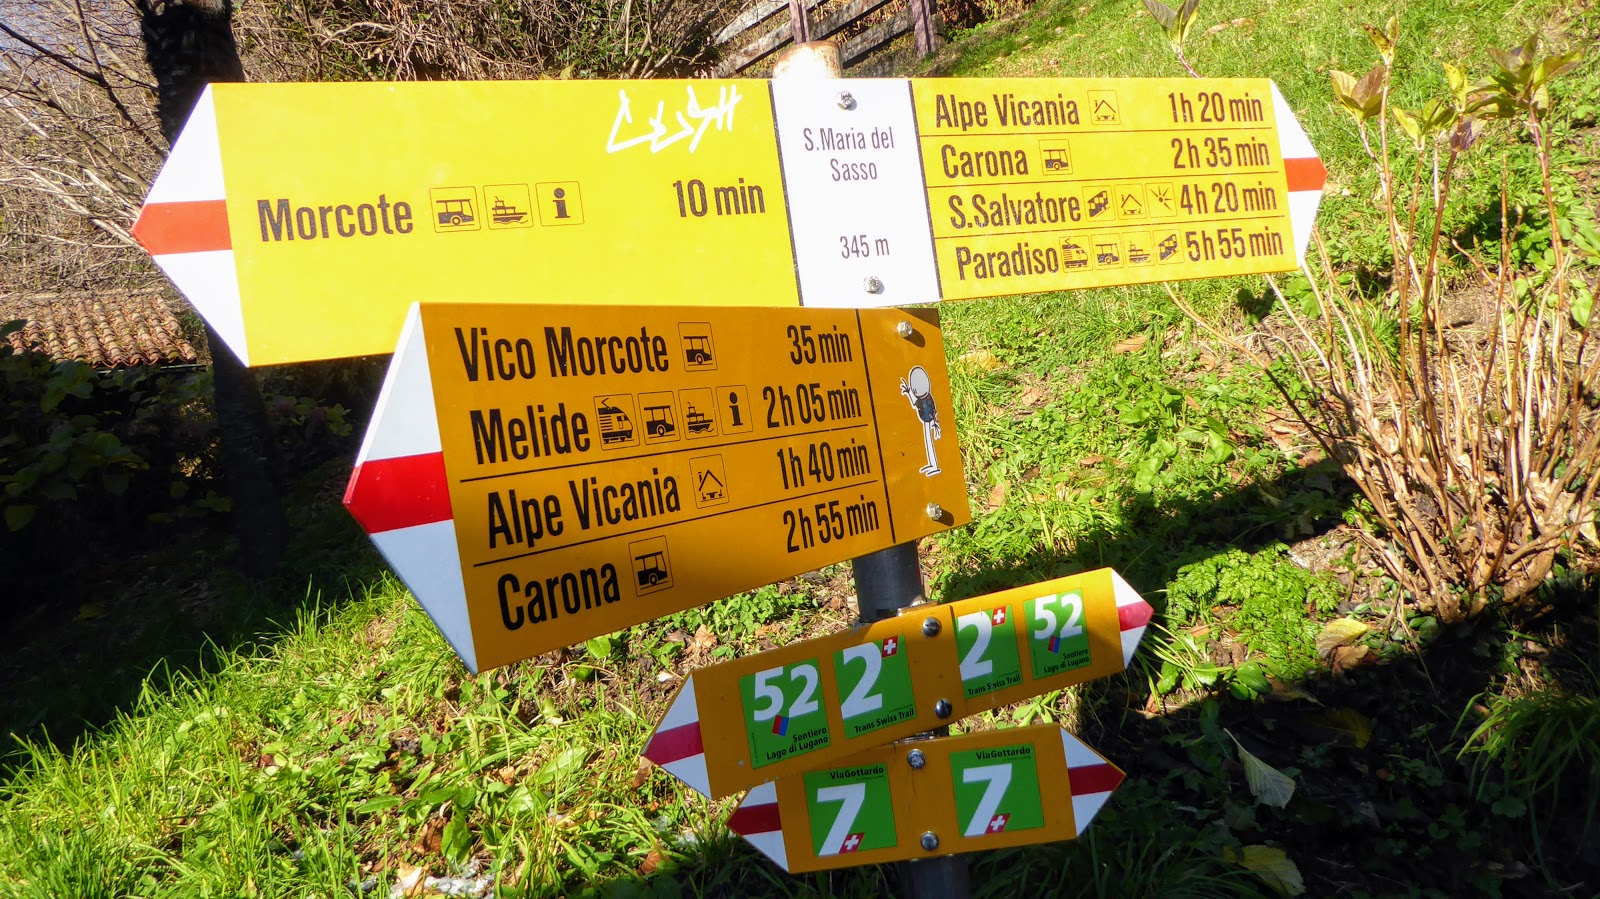 Morcote 10 min
S.Maria del
Sasso
345 m
Alpe Vicania 1h 20 min
Carona 2h 35 min
S.Salvatore 4h 20 min
Paradiso 5h 55 min
Vico Morcote 35 min
Melide 2h 05 min
Alpe Vicania 1h 40 min
Carona 2h 55 min
52
Sentiero
Lago di Lugano
2
Trans Swiss Trail
2
Trans Swiss Trail
52
Sentiero
Lago di Lugano
ViaGottardo
7
ViaGottardo
7